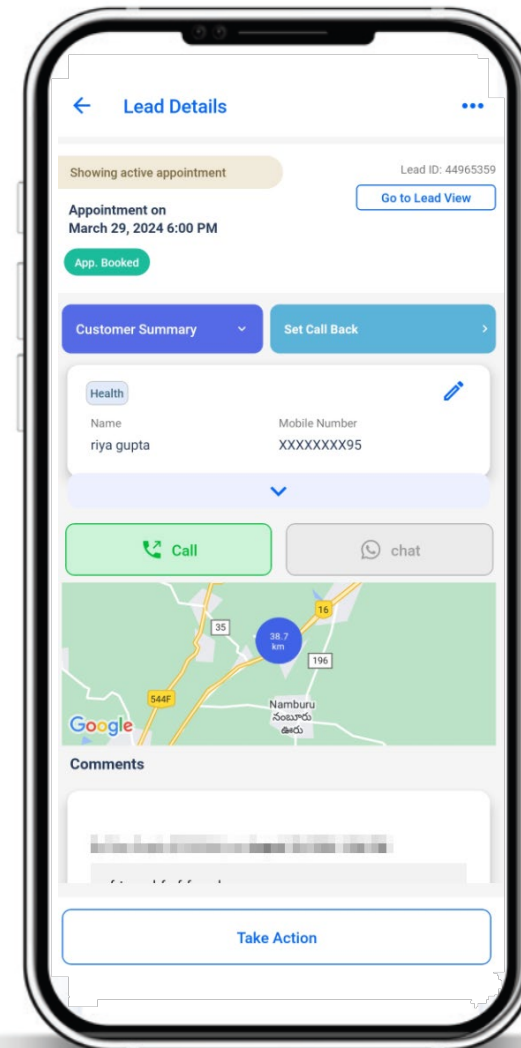 Lead Details
Showing active appointment
Lead ID: 44965359
Go to Lead View
Appointment on
March 29, 2024 6:00 PM
App. Booked
Customer Summary
Set Call Back
Health
Name
Mobile Number
riya gupta
XXXXXXXX95
Call
chat
16
35
38.7
km
196
544F
Namburu
నంబూరు
ఊరు
Google
Comments
Take Action